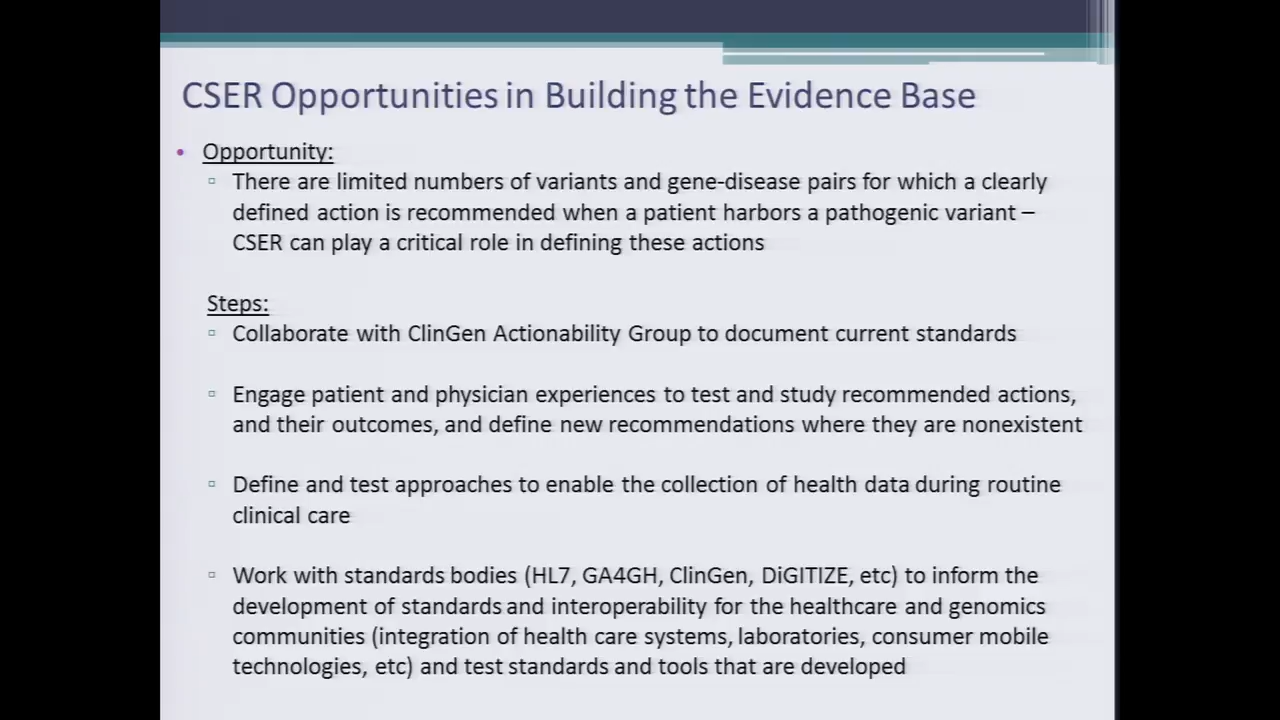 CSER Opportunities in Building the Evidence Base
• Opportunity:
▫ There are limited numbers of variants and gene-disease pairs for which a clearly
defined action is recommended when a patient harbors a pathogenic variant –
CSER can play a critical role in defining these actions
Steps:
▫ Collaborate with ClinGen Actionability Group to document current standards
▫ Engage patient and physician experiences to test and study recommended actions,
and their outcomes, and define new recommendations where they are nonexistent
▫ Define and test approaches to enable the collection of health data during routine
clinical care
▫ Work with standards bodies (HL7, GA4GH, ClinGen, DiGITIZE, etc) to inform the
development of standards and interoperability for the healthcare and genomics
communities (integration of health care systems, laboratories, consumer mobile
technologies, etc) and test standards and tools that are developed